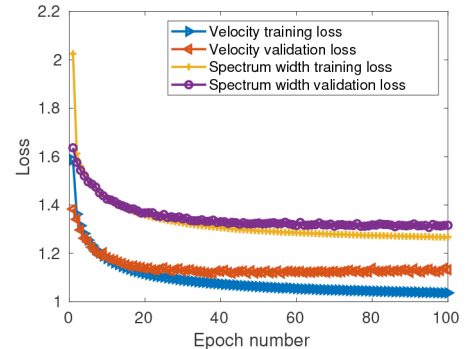 2.2
2
1.8
1.6
1.4
1.2
1
Loss
Velocity training loss
Velocity validation loss
Spectrum width training loss
Spectrum width validation loss
0
20
40
60
80
100
Epoch number